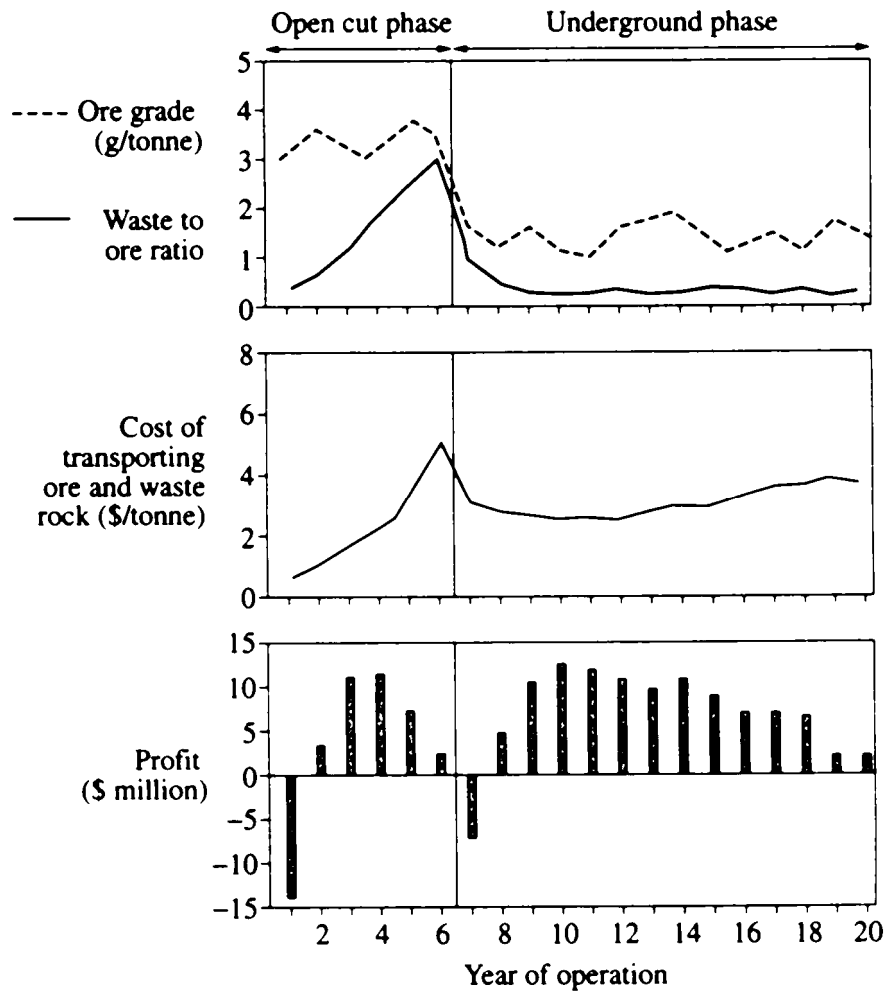 Open cut phase
Underground phase
5
4
3
2
1
0
Ore grade
(g/tonne)
Waste to
ore ratio
8
6
4
2
0
Cost of
transporting
ore and waste
rock ($/tonne)
15
10
5
0
−5
−10
−15
Profit
($ million)
2 4 6 8 10 12 14 16 18 20
Year of operation